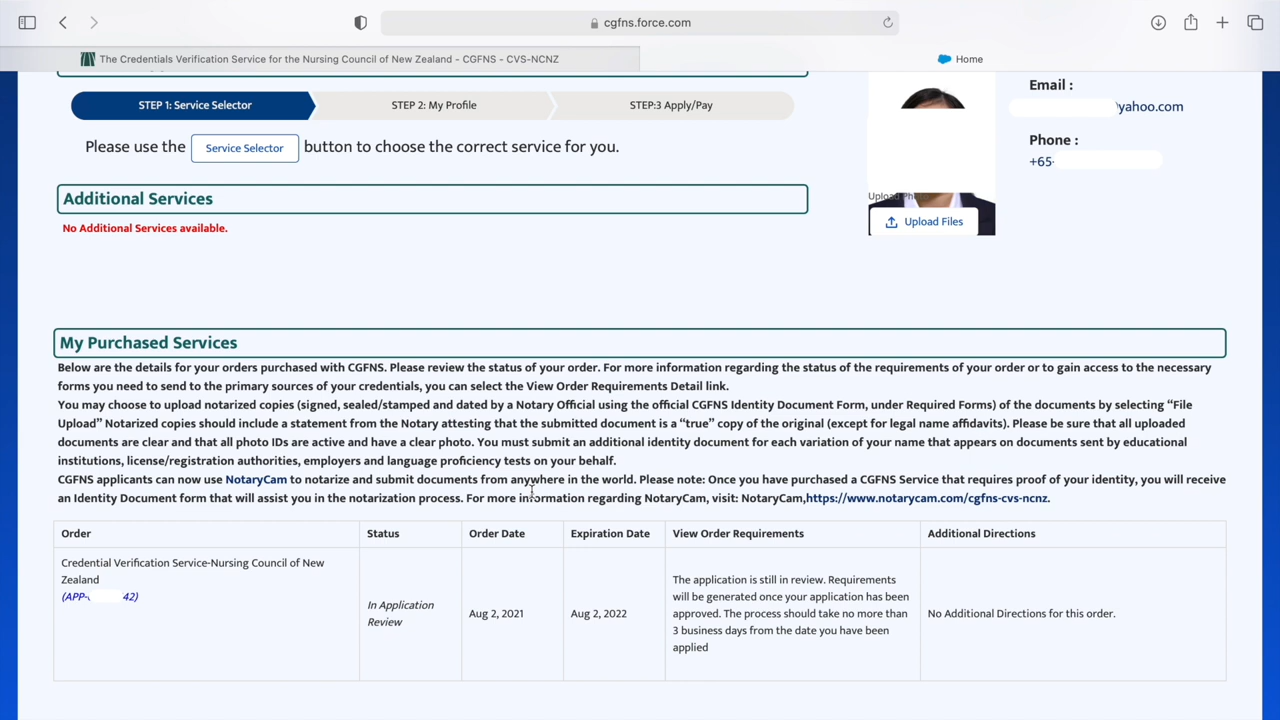 cgfns.force.com
The Credentials Verification Service for the Nursing Council of New Zealand - CGFNS - CVS-NCNZ
Home
STEP 1: Service Selector
STEP 2: My Profile
STEP:3 Apply/Pay
Please use the Service Selector button to choose the correct service for you.
Additional Services
No Additional Services available.
Upload
Upload Files
Email :
yahoo.com
Phone :
+65-
My Purchased Services
Below are the details for your orders purchased with CGFNS. Please review the status of your order. For more information regarding the status of the requirements of your order or to gain access to the necessary
forms you need to send to the primary sources of your credentials, you can select the View Order Requirements Detail link.
You may choose to upload notarized copies (signed, sealed/stamped and dated by a Notary Official using the official CGFNS Identity Document Form, under Required Forms) of the documents by selecting “File
Upload” Notarized copies should include a statement from the Notary attesting that the submitted document is a “true” copy of the original (except for legal name affidavits). Please be sure that all uploaded
documents are clear and that all photo IDs are active and have a clear photo. You must submit an additional identity document for each variation of your name that appears on documents sent by educational
institutions, license/registration authorities, employers and language proficiency tests on your behalf.
CGFNS applicants can now use NotaryCam to notarize and submit documents from anywhere in the world. Please note: Once you have purchased a CGFNS Service that requires proof of your identity, you will receive
an Identity Document form that will assist you in the notarization process. For more information regarding NotaryCam, visit: NotaryCam,https://www.notarycam.com/cgfns-cvs-ncnz.
Order
Status
Order Date
Expiration Date
View Order Requirements
Additional Directions
Credential Verification Service-Nursing Council of New
Zealand
(APP- 42)
In Application
Review
Aug 2, 2021
Aug 2, 2022
The application is still in review. Requirements
will be generated once your application has been
approved. The process should take no more than
3 business days from the date you have been
applied
No Additional Directions for this order.